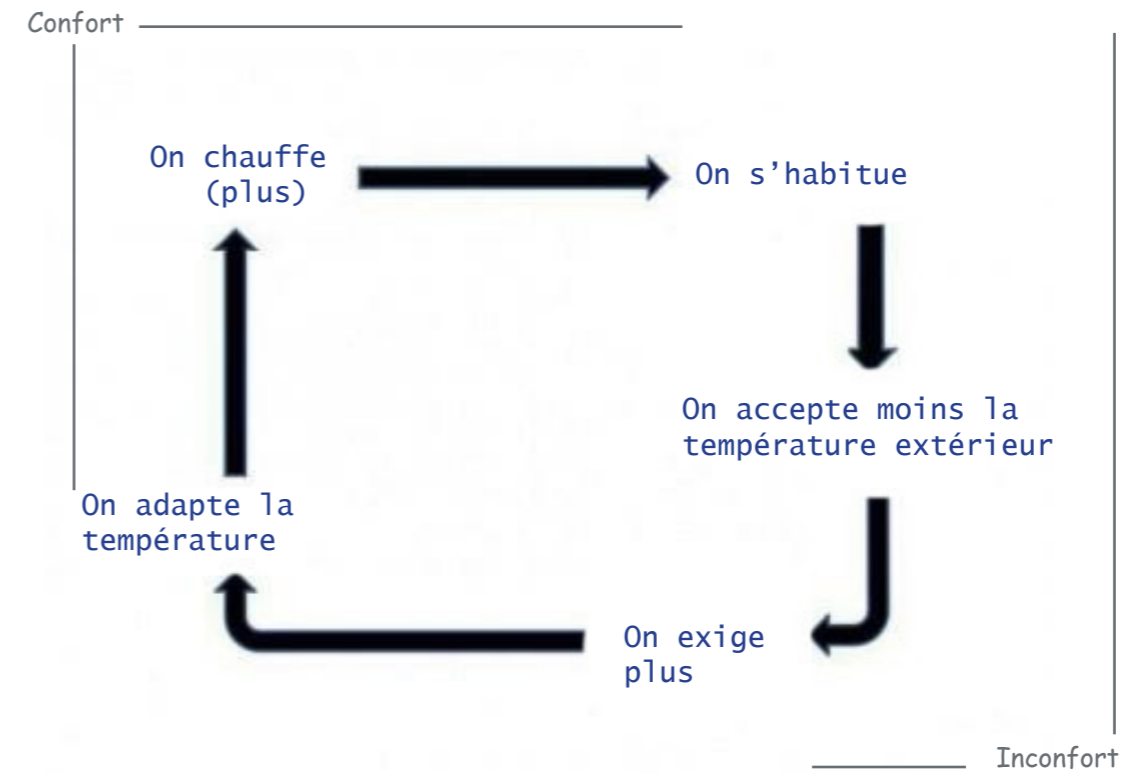 Confort
On chauffe
(plus)
On s’habitue
On accepte moins la
température extérieur
On adapte la
température
On exige
plus
Inconfort